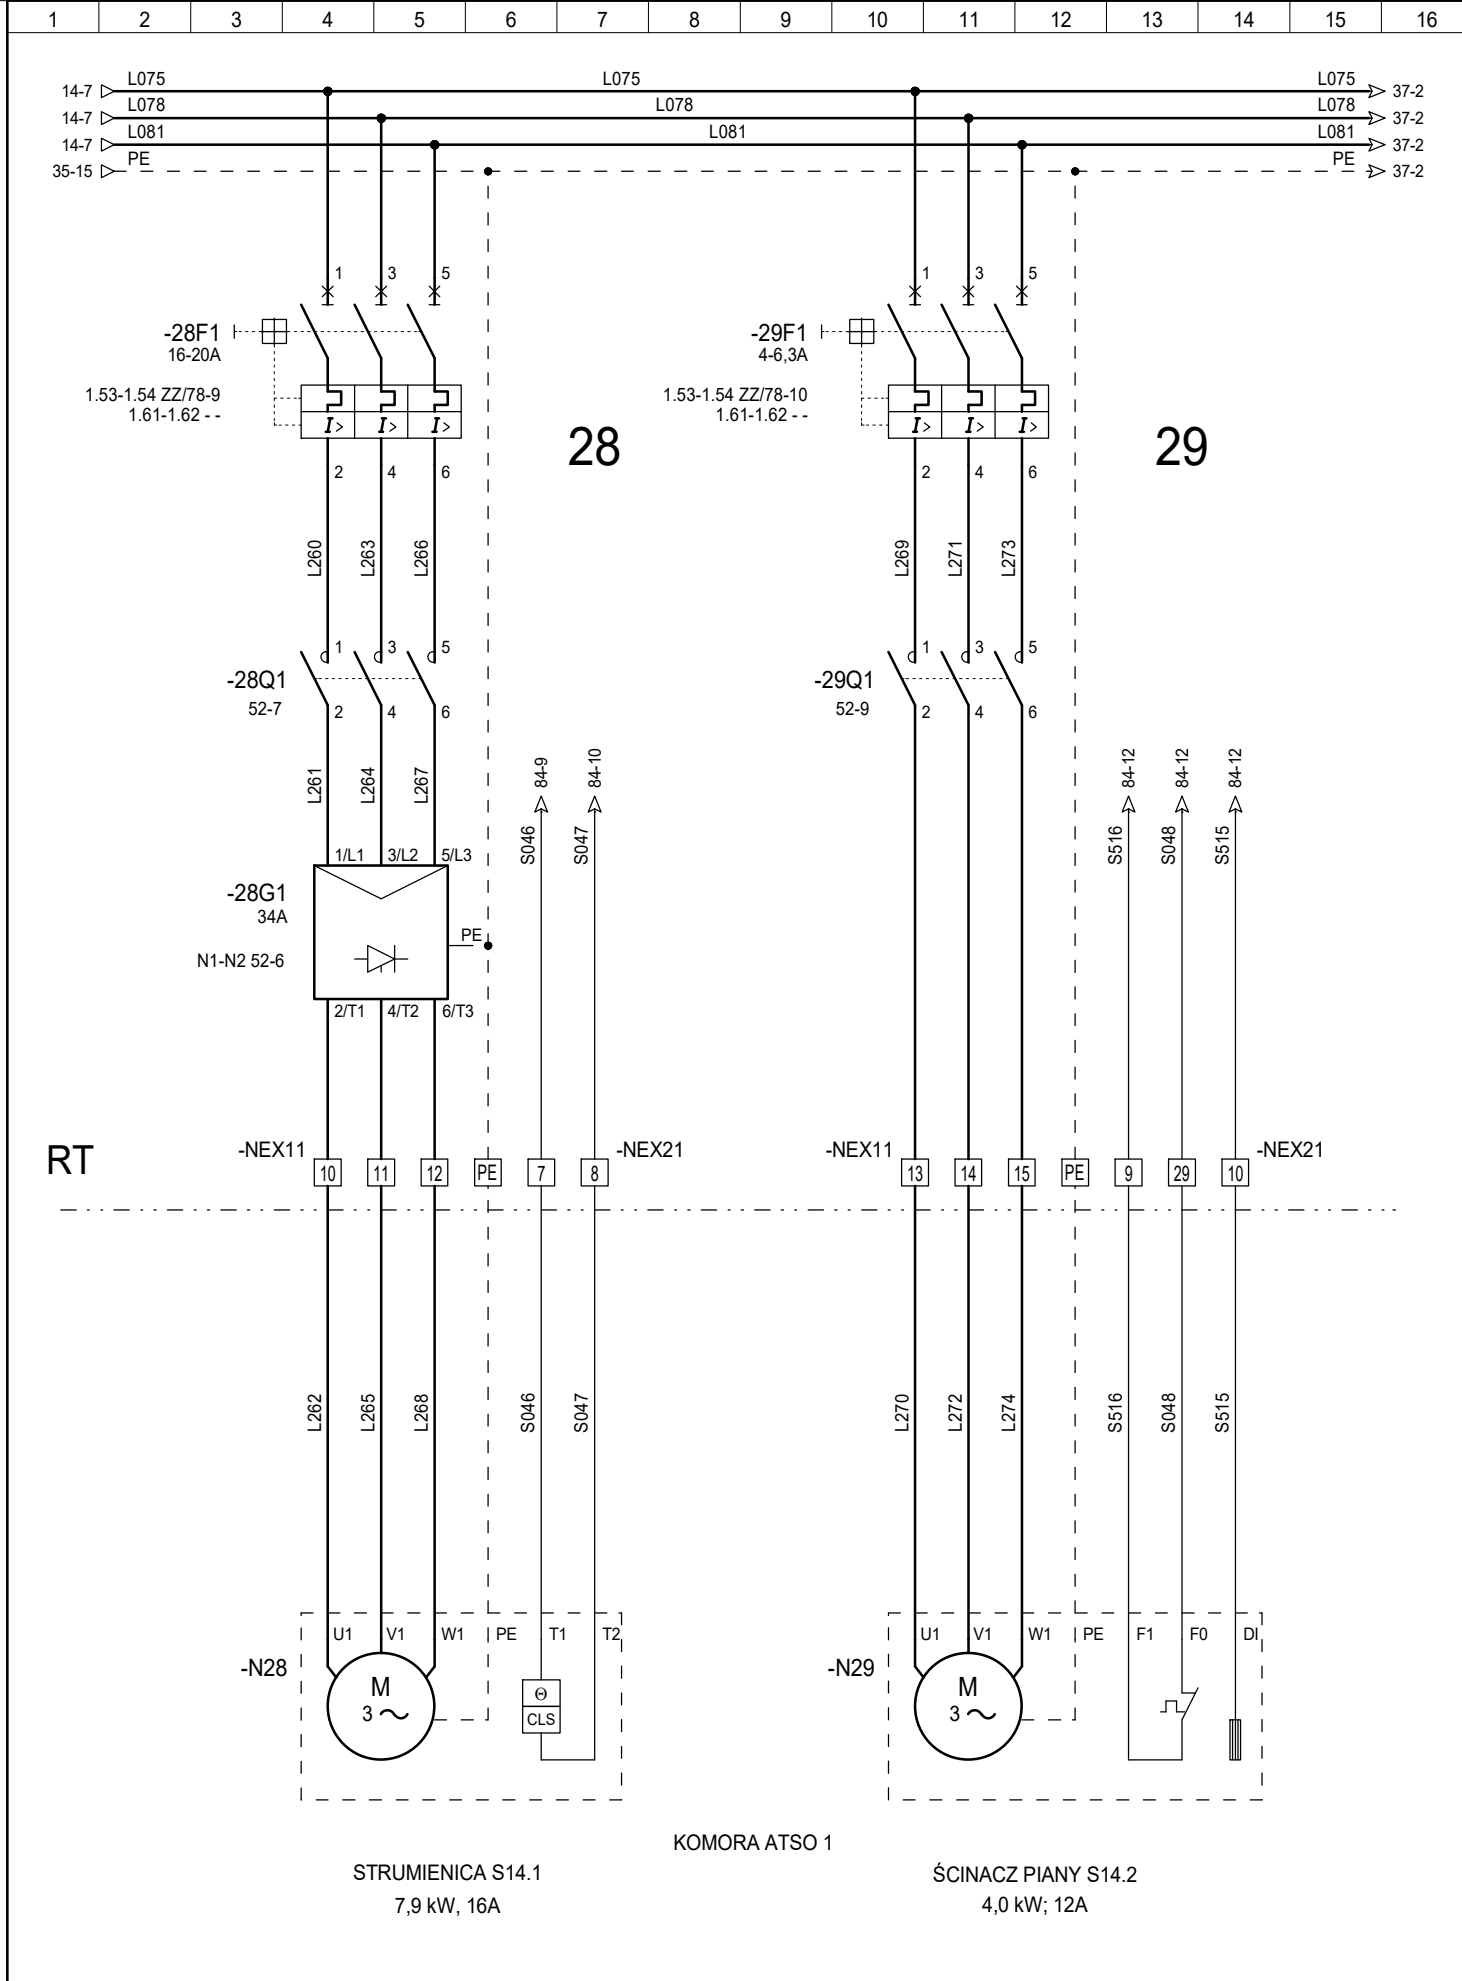 1 2 3 4 5 6 7 8 9 10 11 12 13 14 15 16
14-7 L075 L075 L075 37-2
14-7 L078 L078 L078 37-2
14-7 L081 L081 L081 37-2
35-15 PE PE 37-2
1 3 5 1 3 5
-28F1 -29F1
16-20A 4-6,3A
1.53-1.54 ZZ/78-9 1.53-1.54 ZZ/78-10
1.61-1.62 - - 1.61-1.62 - -
I> I> I> I> I> I>
28 29
2 4 6 2 4 6
L260 L263 L266 L269 L271 L273
1 3 5 1 3 5
-28Q1 -29Q1
52-7 52-9
2 4 6 2 4 6
84-9 84-10 84-12 84-12 84-12
L261 L264 L267
S046 S047 S516 S048 S515
1/L1 3/L2 5/L3
-28G1
34A
PE
N1-N2 52-6
2/T1 4/T2 6/T3
RT
-NEX11 -NEX21 -NEX11 -NEX21
10 11 12 PE 7 8 13 14 15 PE 9 29 10
L262 L265 L268 S046 S047 L270 L272 L274 S516 S048 S515
U1 V1 W1 PE T1 T2 U1 V1 W1 PE F1 F0 DI
-N28 -N29
M M
3 ~ 3 ~
Θ
CLS
KOMORA ATSO 1
STRUMIENICA S14.1 ŚCINACZ PIANY S14.2
7,9 kW, 16A 4,0 kW; 12A